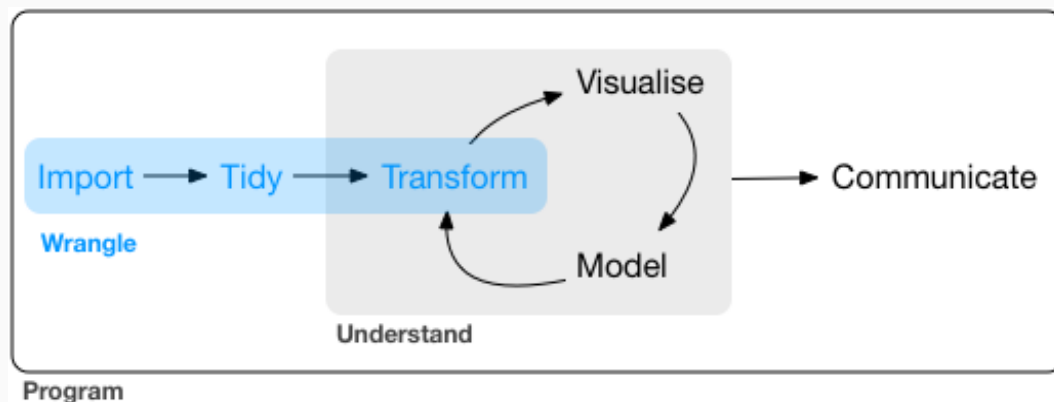 Visualise
Import
Tidy
Transform
Communicate
Wrangle
Model
Understand
Program